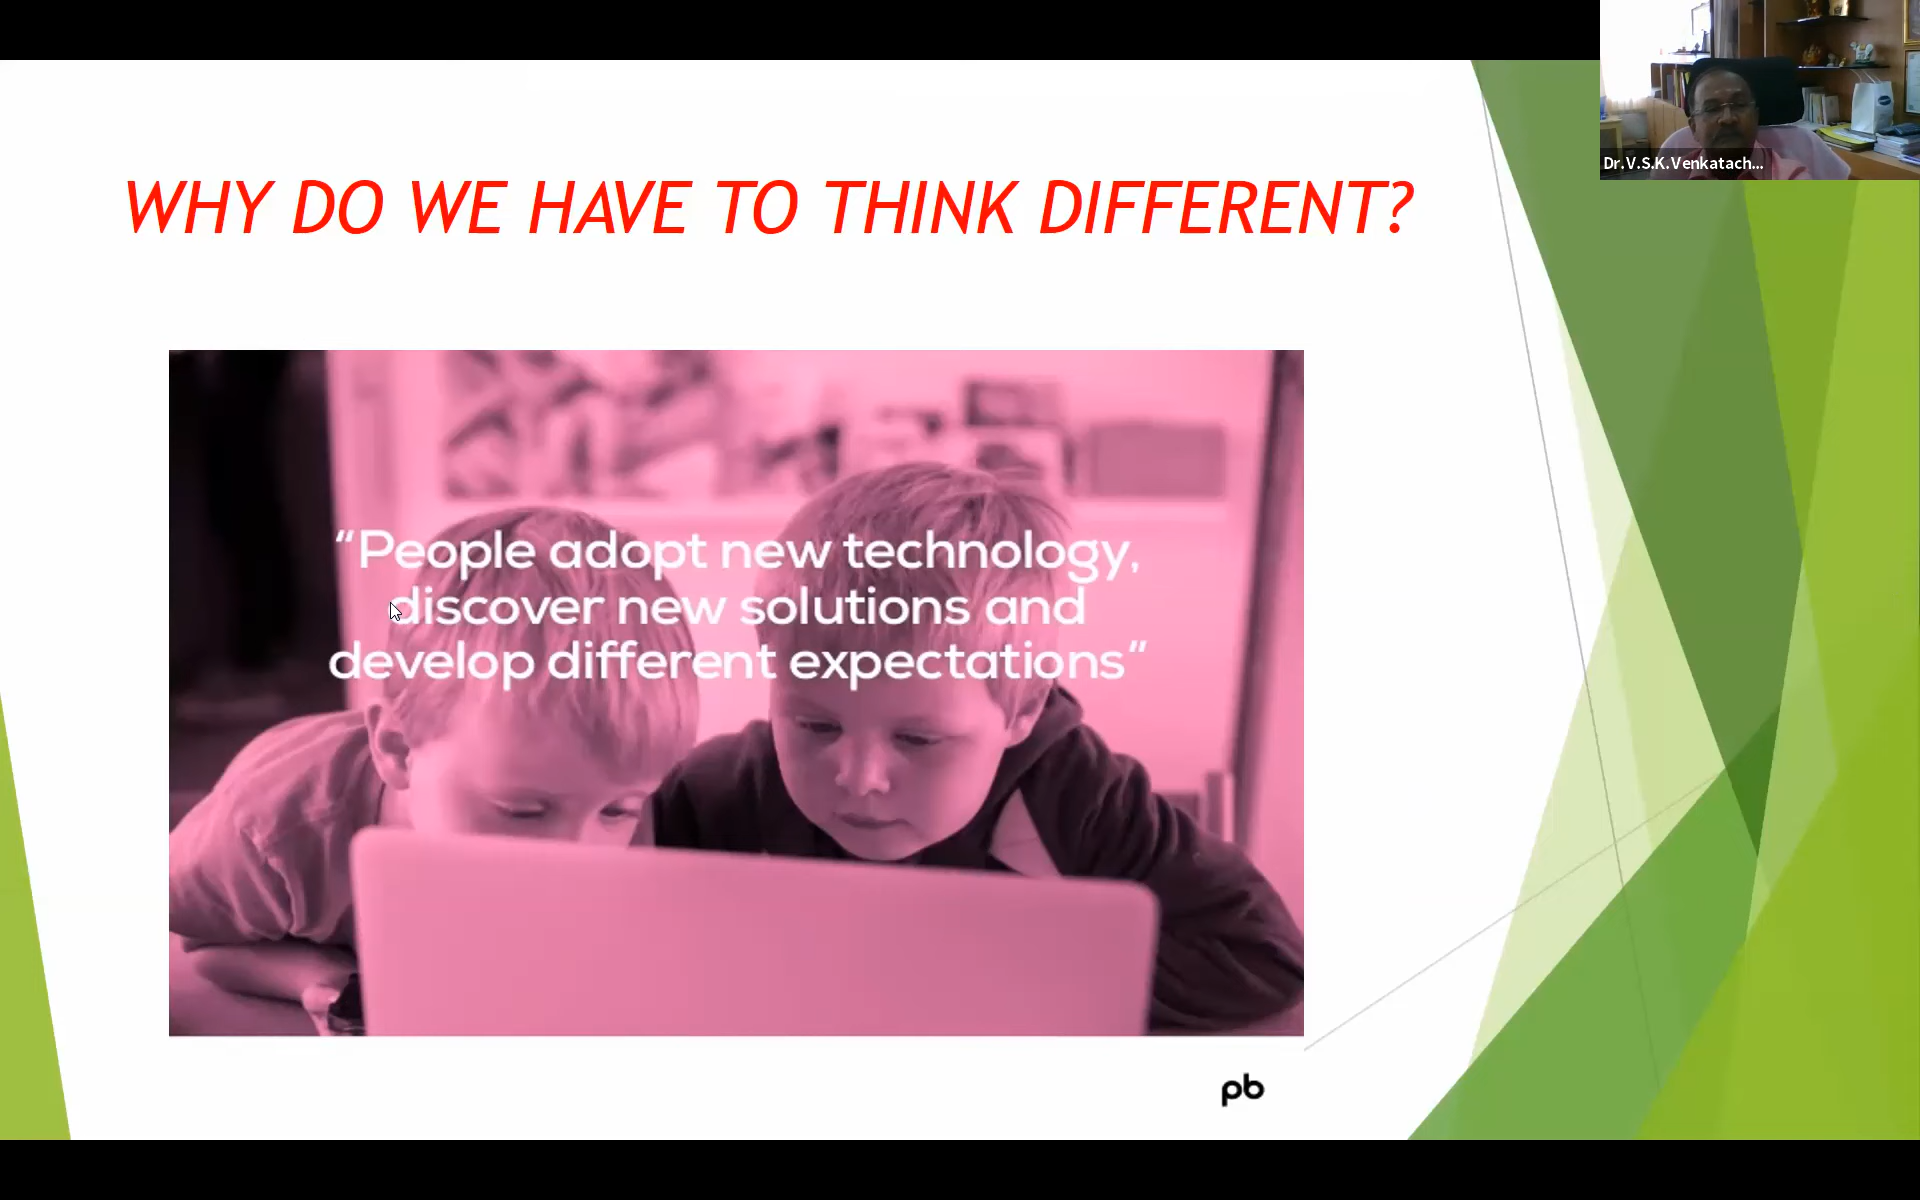 Dr.V.S.K.Venkatach...
WHY DO WE HAVE TO THINK DIFFERENT?
“People adopt new technology,
discover new solutions and
develop different expectations”
pb